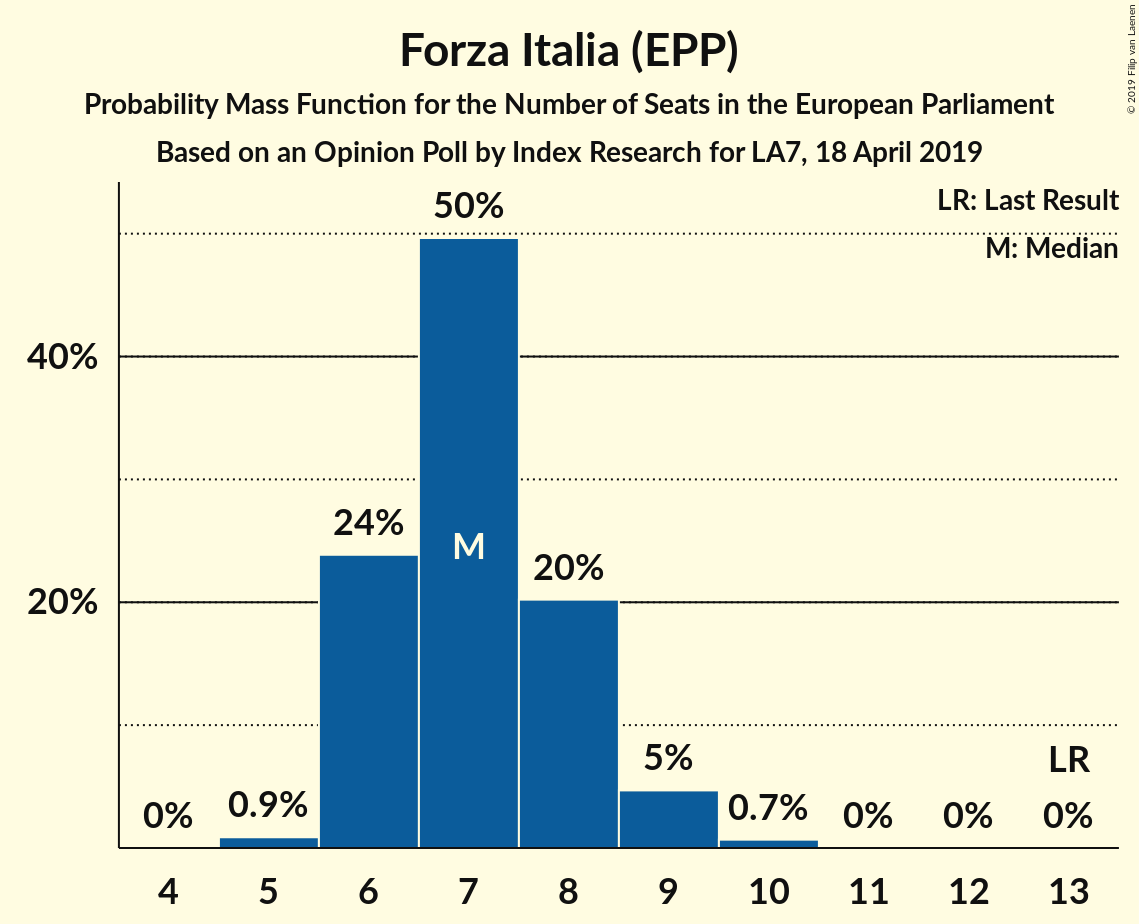 Forza Italia (EPP)
Probability Mass Function for the Number of Seats in the European Parliament
Based on an Opinion Poll by Index Research for LA7, 18 April 2019
© 2019 Filip van Laenen
LR: Last Result
M: Median
50%
40%
24%
M
20%
20%
5%
LR
0%
0.9%
0.7%
0%
0%
0%
4 5 6 7 8 9 10 11 12 13